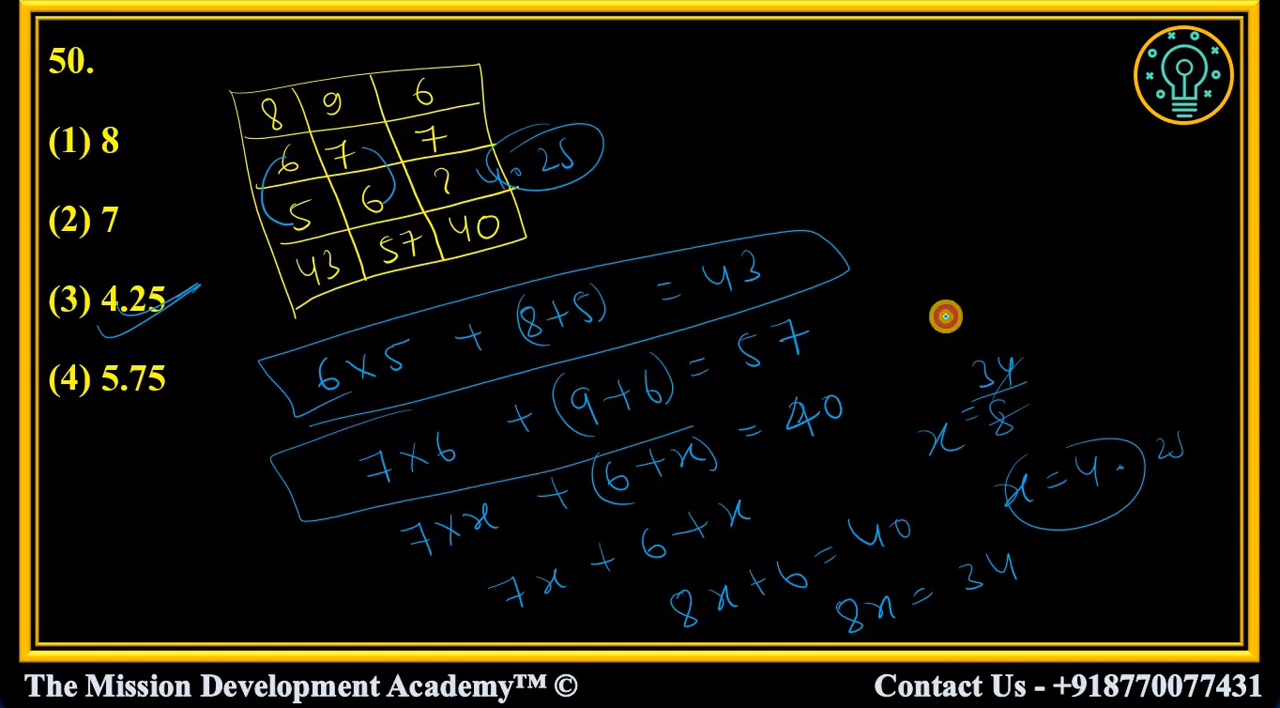 50.
(1) 8
(2) 7
(3) 4.25
(4) 5.75
8 9 6
6 7 7
5 6 ? 4.25
43 57 40
6×5 + (8+5) = 43
7×6 + (9+6) = 57
7×x + (6+x) = 40
7x + 6 + x
8x+6 = 40
8x = 34
x = 34/8
x = 4.25
The Mission Development Academy™ ©
Contact Us - +918770077431